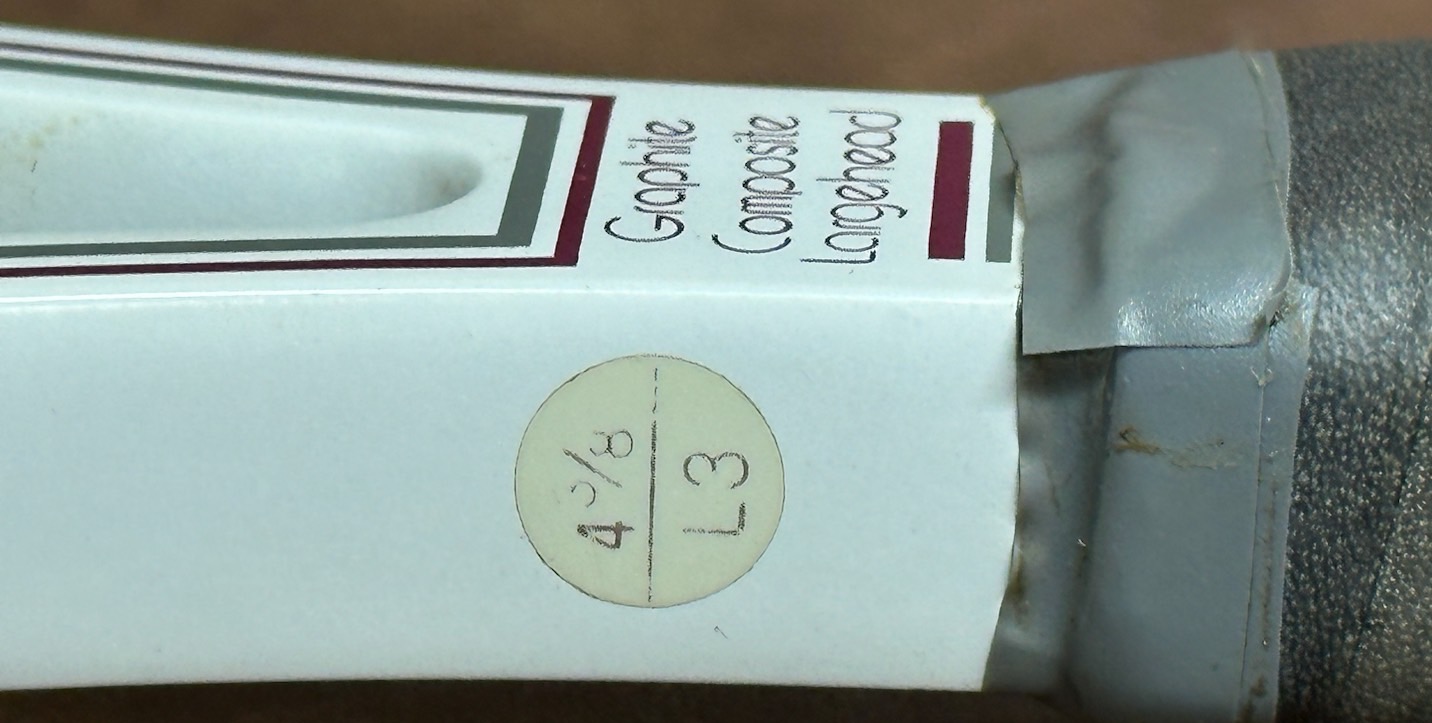 Graphite
Composite
Largehead
4 3/8
L3